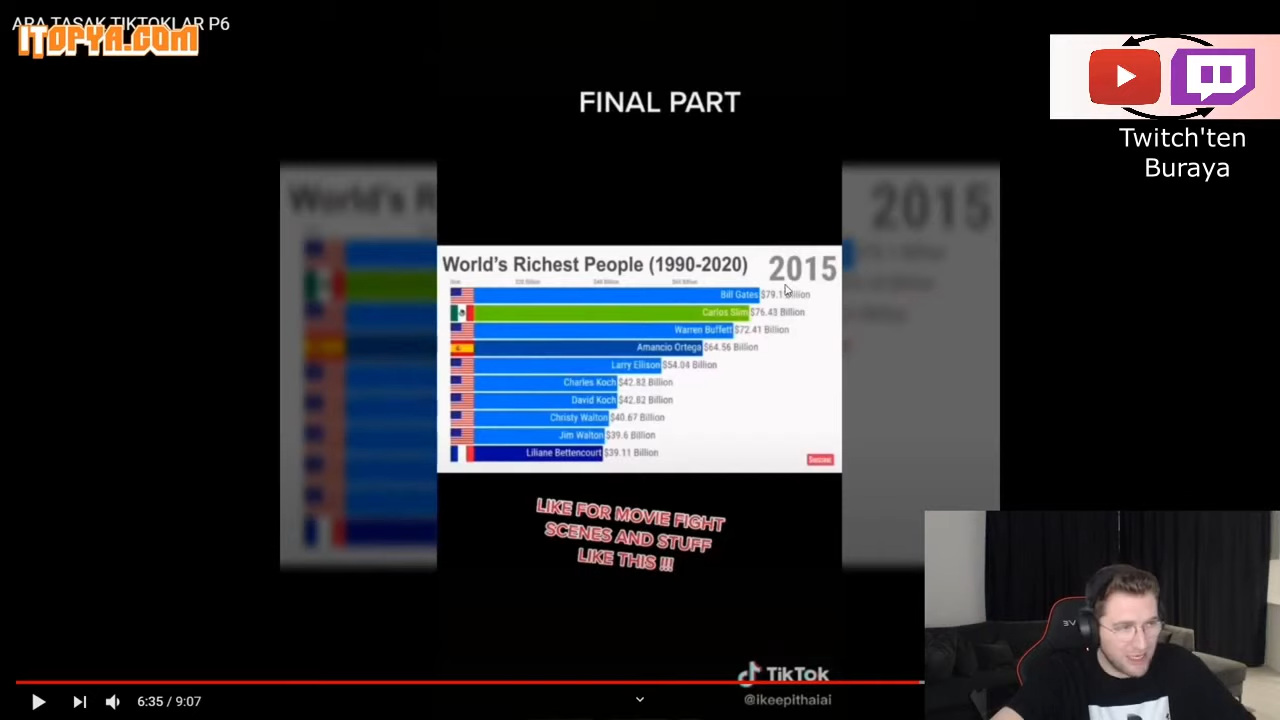 ARA TASAK TIKTOKLAR P6
ITOPYA.COM
Twitch'ten
Buraya
FINAL PART
World's R
2015
World's Richest People (1990-2020)
2015
Bill Gates $79.1 Billion
Carlos Slim $76.43 Billion
Warren Buffett $72.41 Billion
Amancio Ortega $64.56 Billion
Larry Ellison $54.04 Billion
Charles Koch $42.82 Billion
David Koch $42.82 Billion
Christy Walton $40.67 Billion
Jim Walton $39.6 Billion
Liliane Bettencourt $39.11 Billion
LIKE FOR MOVIE FIGHT
SCENES AND STUFF
LIKE THIS !!!
TikTok
@ikeepithaiai
6:35 / 9:07